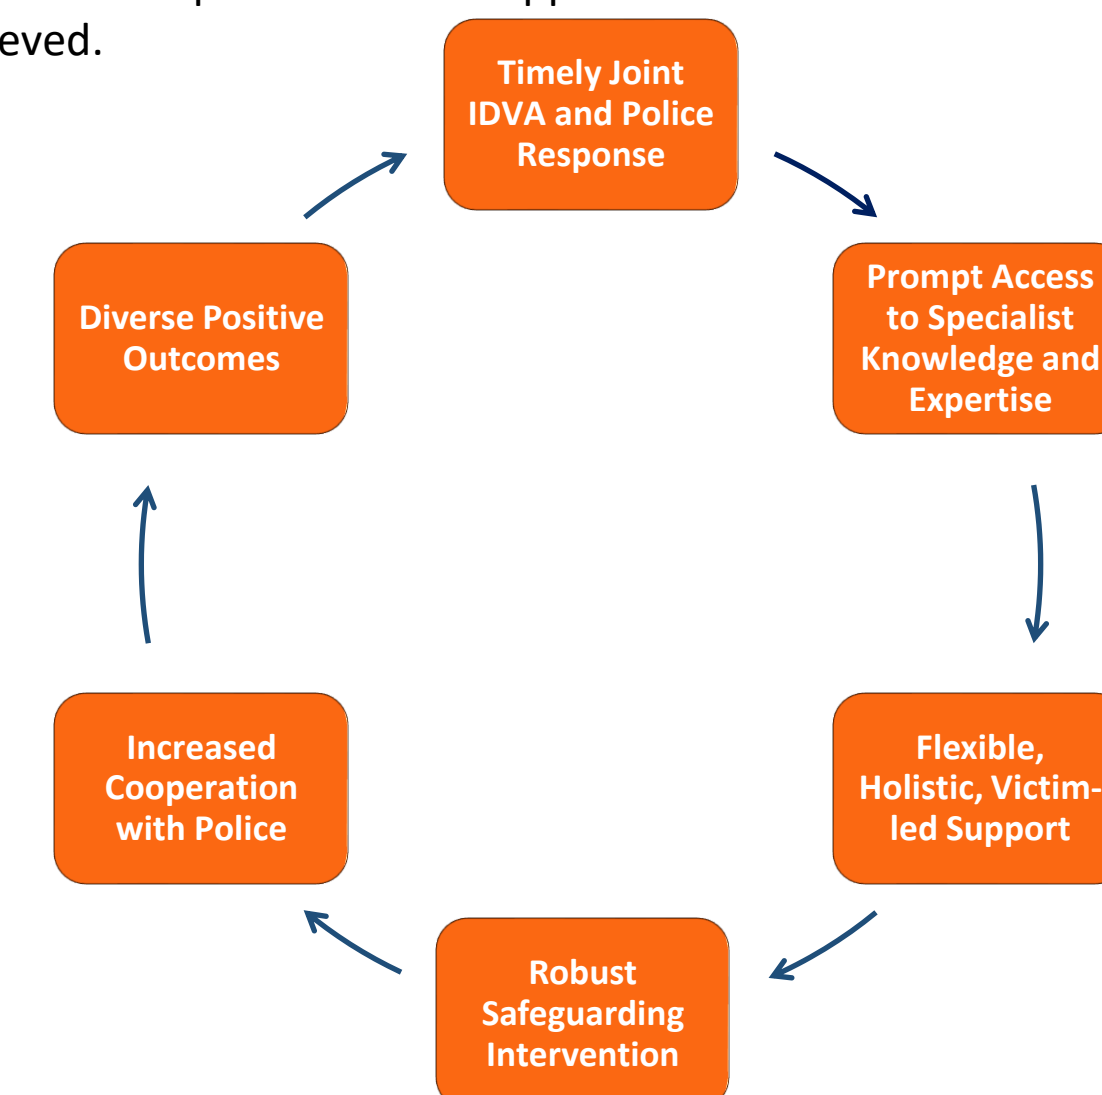 eved.
Timely Joint
IDVA and Police
Response
Prompt Access
to Specialist
Knowledge and
Expertise
Flexible,
Holistic, Victim-
led Support
Robust
Safeguarding
Intervention
Increased
Cooperation
with Police
Diverse Positive
Outcomes